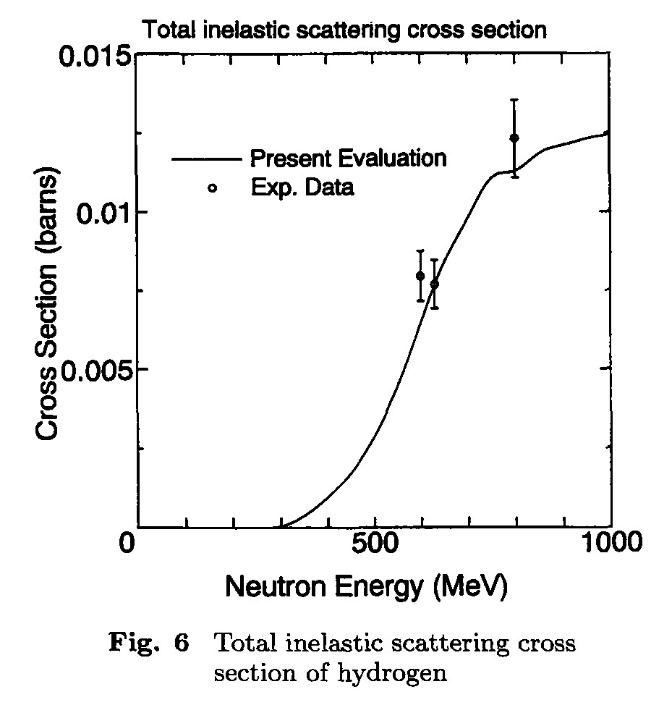 Total inelastic scattering cross section
0.015
Present Evaluation
Exp. Data
0.01
Cross Section (barns)
0.005
0
500
1000
Neutron Energy (MeV)
Fig. 6 Total inelastic scattering cross
section of hydrogen